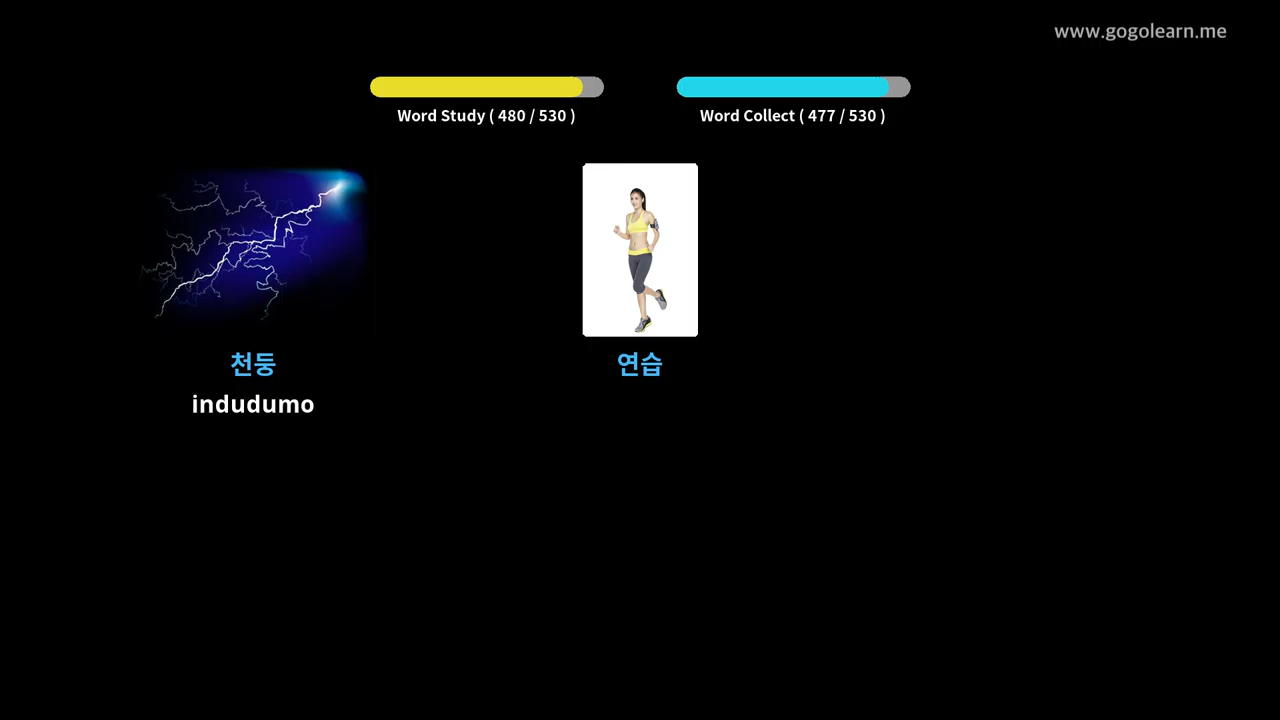 www.gogolearn.me
Word Study ( 480 / 530 )
Word Collect ( 477 / 530 )
천둥
연습
indudumo